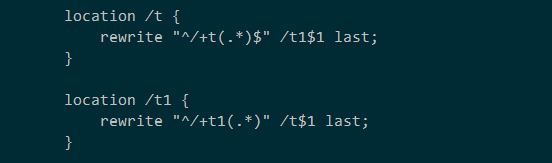 location /t {
    rewrite "^/+t(.*)$" /t1$1 last;
}

location /t1 {
    rewrite "^/+t1(.*)" /t$1 last;
}